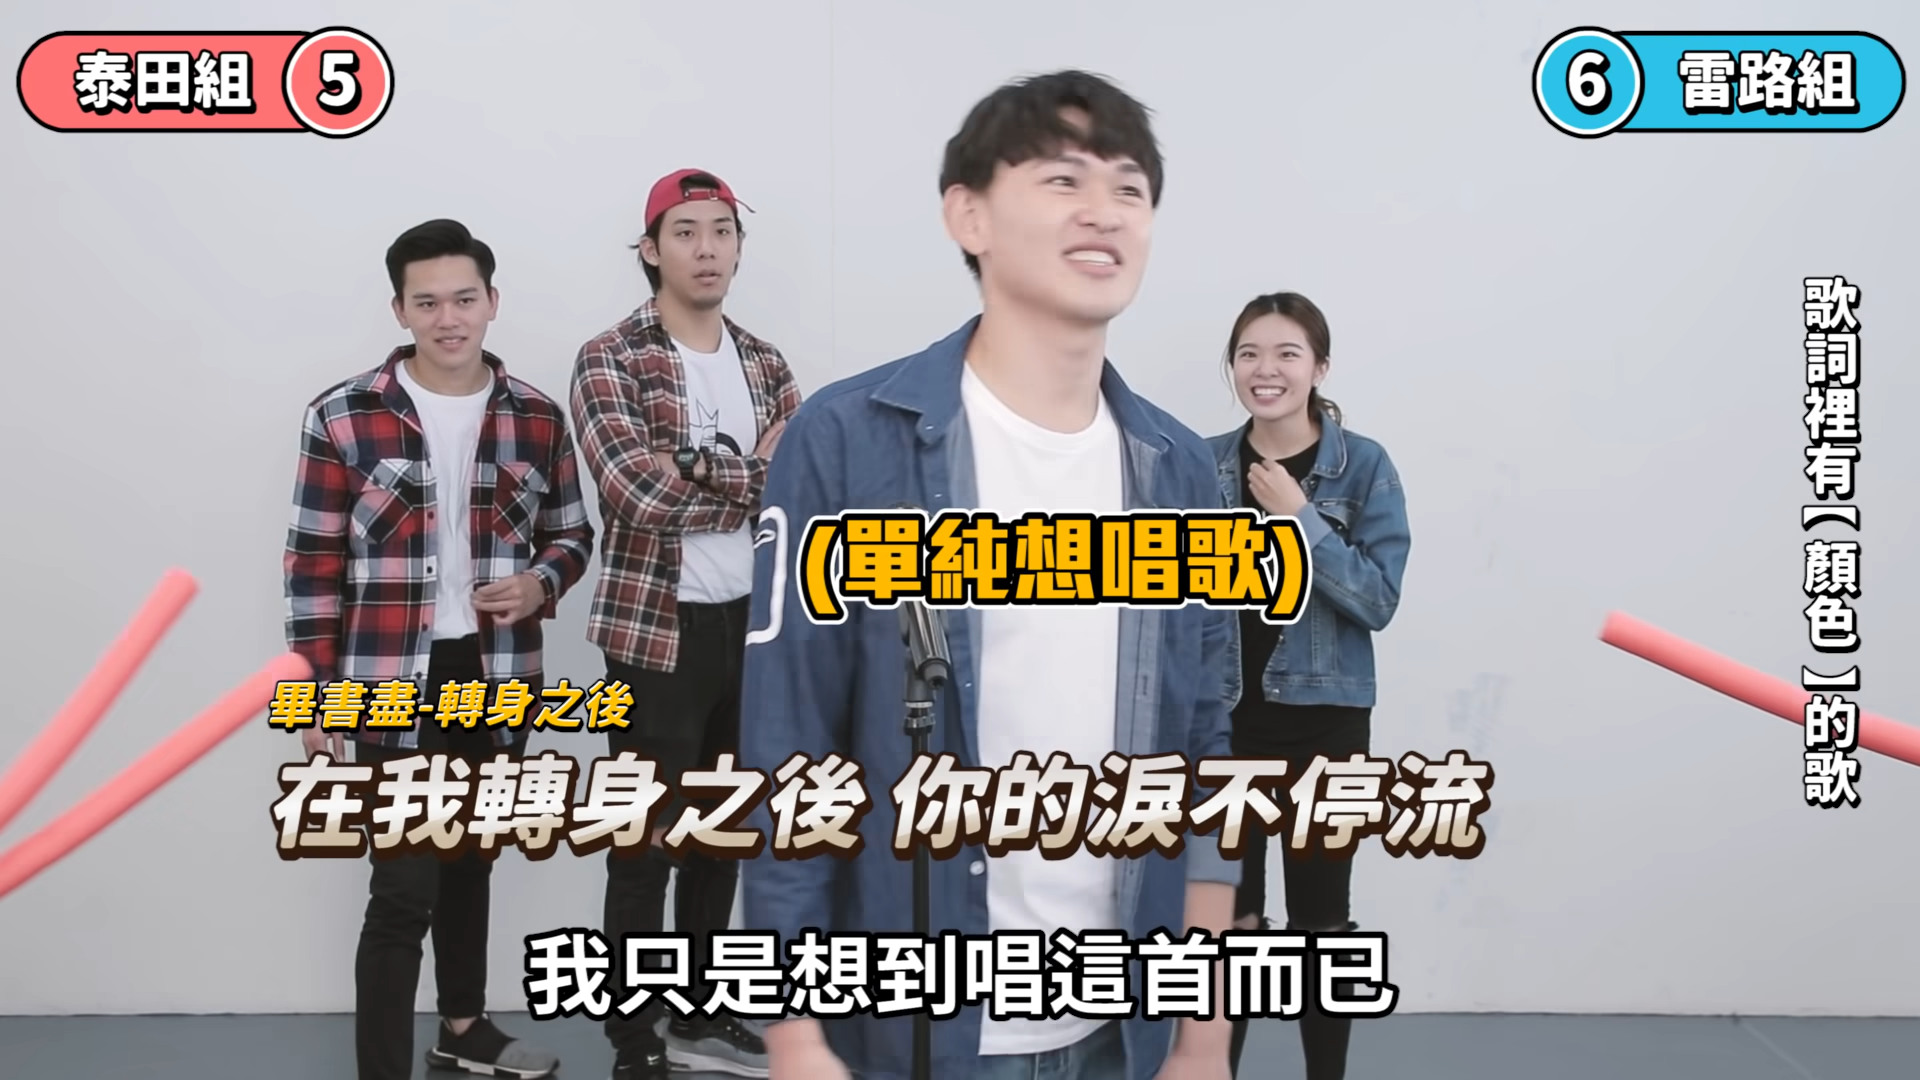 泰田組 5
6 雷路組
歌詞裡有【顏色】的歌
(單純想唱歌)
畢書盡-轉身之後
在我轉身之後 你的淚不停流
我只是想到唱這首而已